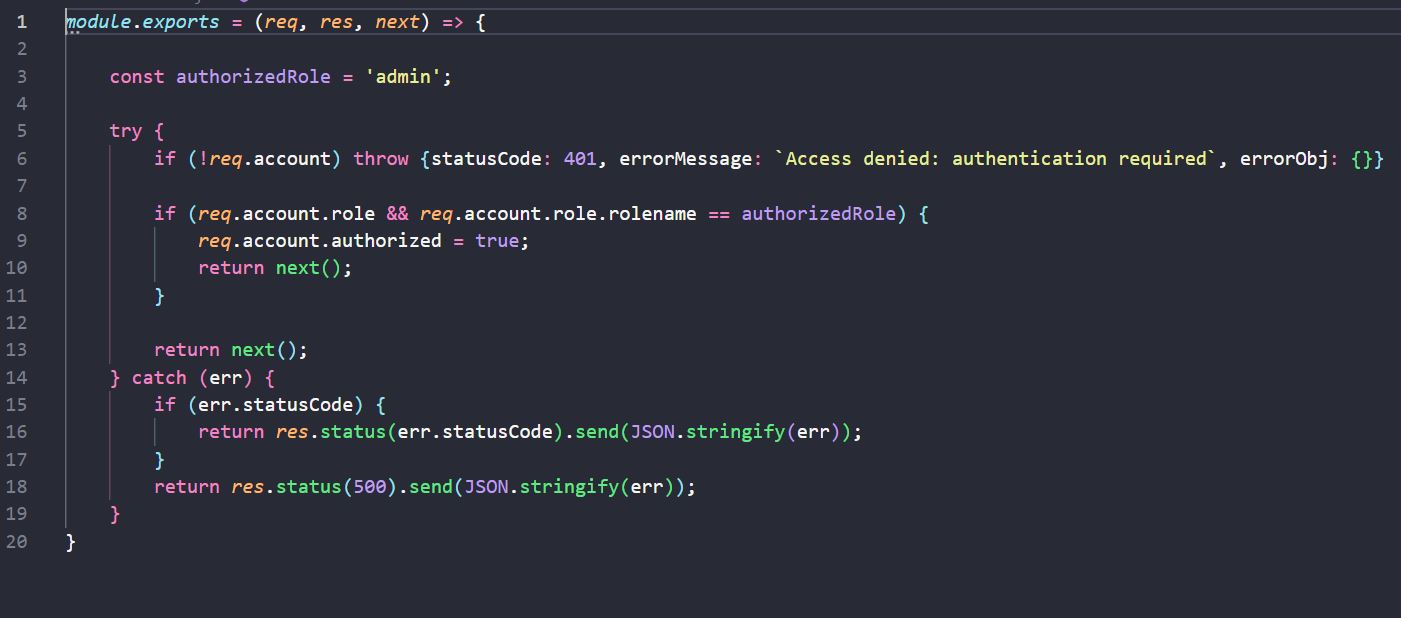 1 module.exports = (req, res, next) => {
2
3 const authorizedRole = 'admin';
4
5 try {
6 if (!req.account) throw {statusCode: 401, errorMessage: `Access denied: authentication required`, errorObj: {}}
7
8 if (req.account.role && req.account.role.rolename == authorizedRole) {
9 req.account.authorized = true;
10 return next();
11 }
12
13 return next();
14 } catch (err) {
15 if (err.statusCode) {
16 return res.status(err.statusCode).send(JSON.stringify(err));
17 }
18 return res.status(500).send(JSON.stringify(err));
19 }
20 }